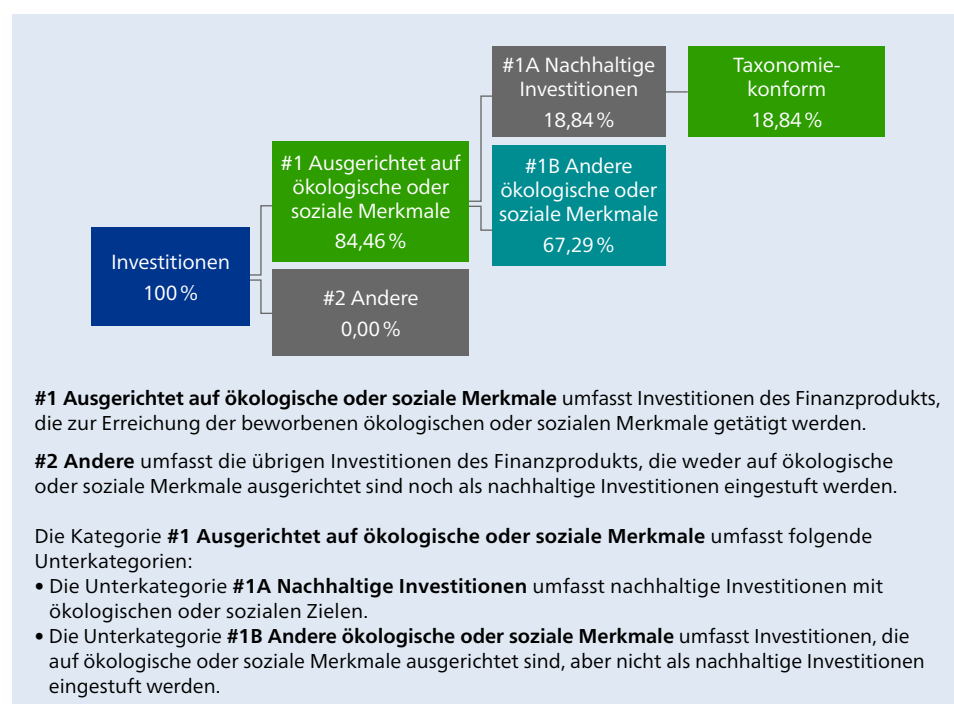 #1A Nachhaltige
Investitionen
18,84 %
Taxonomie-
konform
18,84 %
#1 Ausgerichtet auf
ökologische oder
soziale Merkmale
84,46 %
#1B Andere
ökologische oder
soziale Merkmale
67,29 %
Investitionen
100 %
#2 Andere
0,00 %
#1 Ausgerichtet auf ökologische oder soziale Merkmale umfasst Investitionen des Finanzprodukts,
die zur Erreichung der beworbenen ökologischen oder sozialen Merkmale getätigt werden.
#2 Andere umfasst die übrigen Investitionen des Finanzprodukts, die weder auf ökologische
oder soziale Merkmale ausgerichtet sind noch als nachhaltige Investitionen eingestuft werden.
Die Kategorie #1 Ausgerichtet auf ökologische oder soziale Merkmale umfasst folgende
Unterkategorien:
• Die Unterkategorie #1A Nachhaltige Investitionen umfasst nachhaltige Investitionen mit
ökologischen oder sozialen Zielen.
• Die Unterkategorie #1B Andere ökologische oder soziale Merkmale umfasst Investitionen, die
auf ökologische oder soziale Merkmale ausgerichtet sind, aber nicht als nachhaltige Investitionen
eingestuft werden.